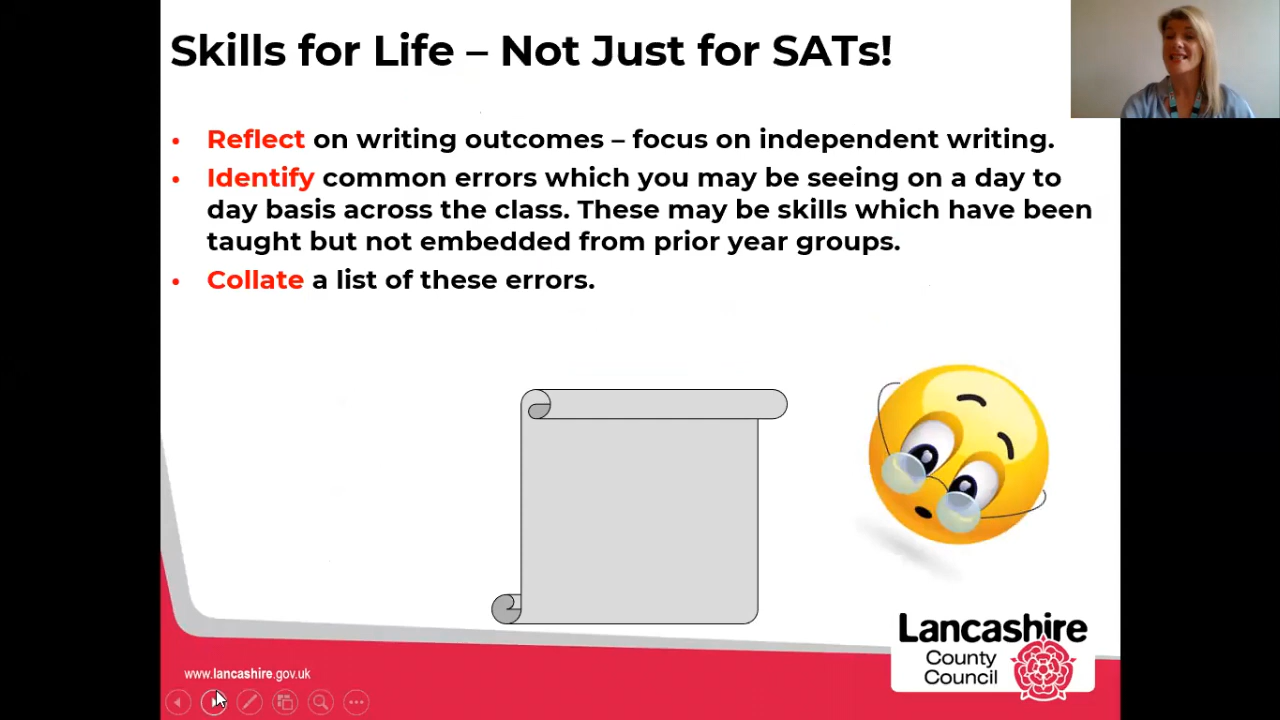 Skills for Life – Not Just for SATs!
• Reflect on writing outcomes – focus on independent writing.
• Identify common errors which you may be seeing on a day to
day basis across the class. These may be skills which have been
taught but not embedded from prior year groups.
• Collate a list of these errors.
Lancashire
County
Council
www.lancashire.gov.uk